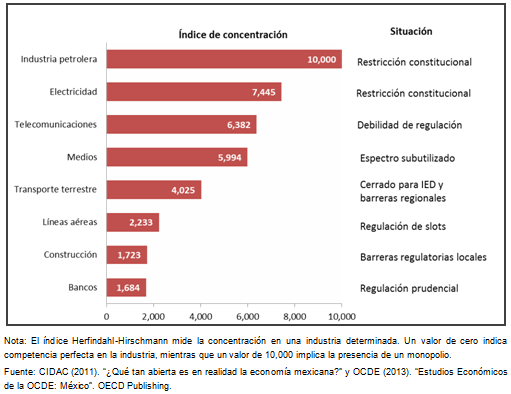 Índice de concentración
Situación
Industria petrolera
10,000
Restricción constitucional
Electricidad
7,445
Restricción constitucional
Telecomunicaciones
6,382
Debilidad de regulación
Medios
5,994
Espectro subutilizado
Transporte terrestre
4,025
Cerrado para IED y
barreras regionales
Líneas aéreas
2,233
Regulación de slots
Construcción
1,723
Barreras regulatorias locales
Bancos
1,684
Regulación prudencial
0
2,000
4,000
6,000
8,000
10,000
Nota: El índice Herfindahl-Hirschmann mide la concentración en una industria determinada. Un valor de cero indica
competencia perfecta en la industria, mientras que un valor de 10,000 implica la presencia de un monopolio.
Fuente: CIDAC (2011). “¿Qué tan abierta es en realidad la economía mexicana?” y OCDE (2013). “Estudios Económicos
de la OCDE: México”. OECD Publishing.